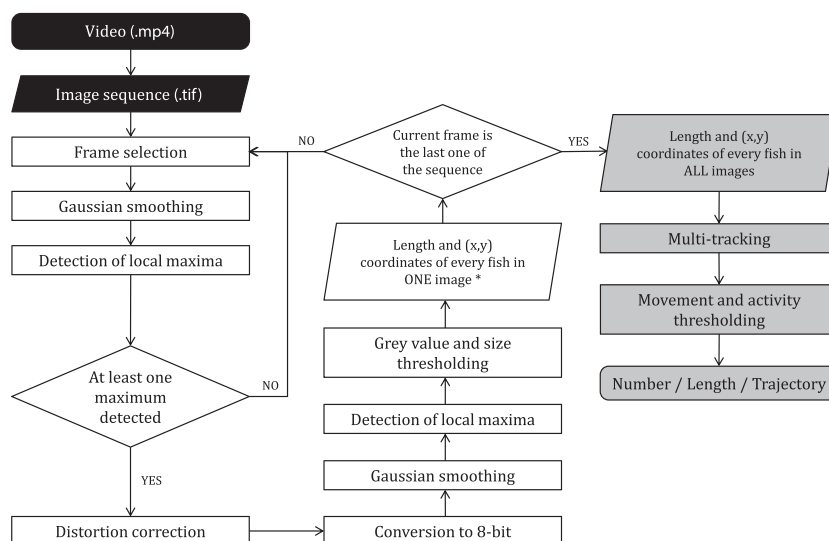 Video (.mp4)
Image sequence (.tif)
Frame selection
Gaussian smoothing
Detection of local maxima
At least one
maximum
detected
NO
YES
Distortion correction
Conversion to 8-bit
Gaussian smoothing
Detection of local maxima
Grey value and size
thresholding
Length and (x,y)
coordinates of every fish in
ONE image *
Current frame is
the last one of
the sequence
NO
YES
Length and (x,y)
coordinates of every fish in
ALL images
Multi-tracking
Movement and activity
thresholding
Number / Length / Trajectory